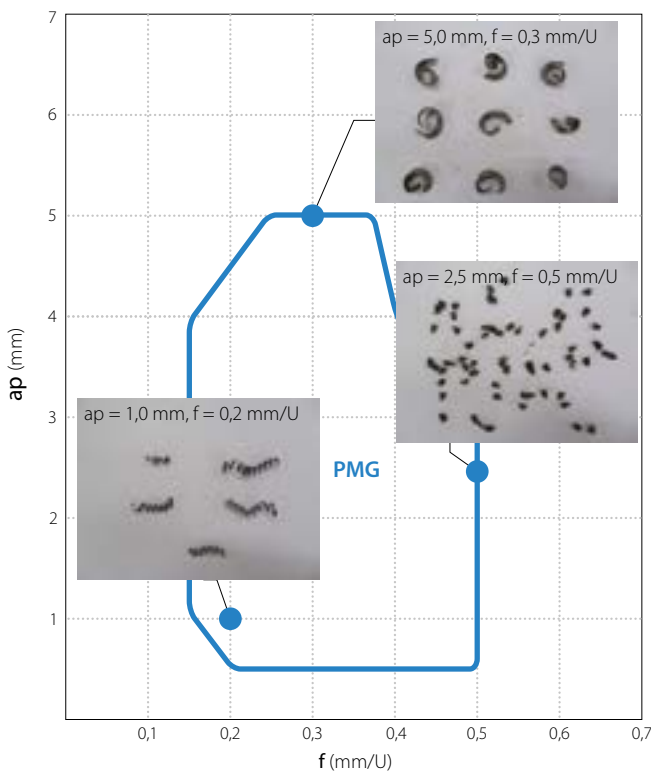 7
6
5
4
3
2
1
ap (mm)
ap = 5,0 mm, f = 0,3 mm/U
ap = 2,5 mm, f = 0,5 mm/U
ap = 1,0 mm, f = 0,2 mm/U
PMG
0,1 0,2 0,3 0,4 0,5 0,6 0,7
f (mm/U)